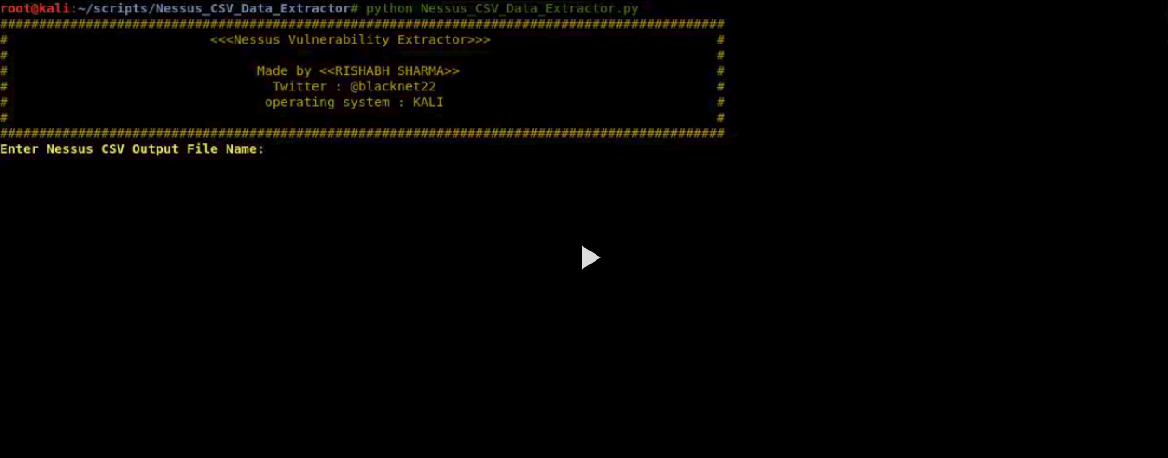 root@kali:~/scripts/Nessus_CSV_Data_Extractor# python Nessus_CSV_Data_Extractor.py
#############################################################################################
# <<<Nessus Vulnerability Extractor>>> #
# #
# Made by <<RISHABH SHARMA>> #
# Twitter : @blacknet22 #
# operating system : KALI #
# #
#############################################################################################
Enter Nessus CSV Output File Name: